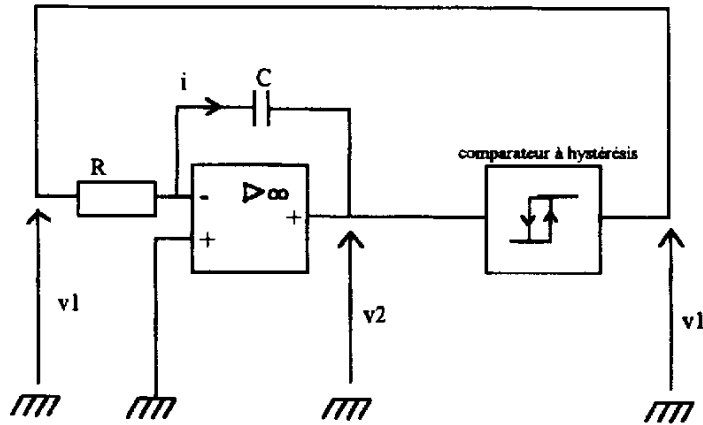 i
C
R
comparateur à hystérésis
-
▷∞
+
+
v1
v2
v1